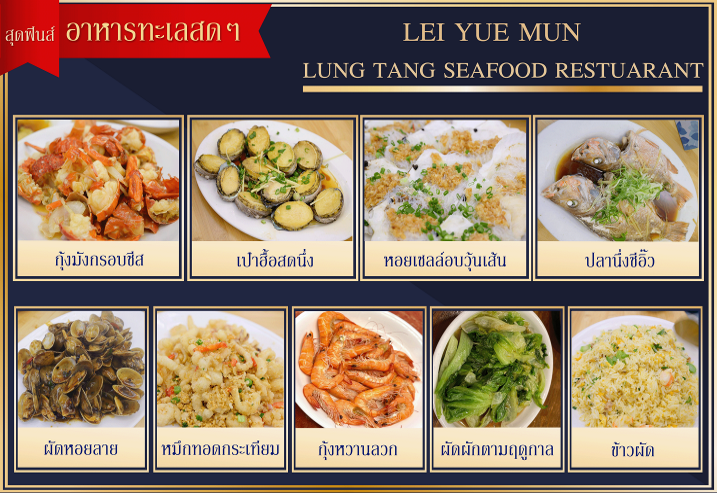 สุดฟินส์
อาหารทะเลสดๆ
LEI YUE MUN
LUNG TANG SEAFOOD RESTUARANT
กุ้งมังกรอบชีส
เป๋าฮื้อสดนึ่ง
หอยเชลล์อบวุ้นเส้น
ปลานึ่งซีอิ๊ว
ผัดหอยลาย
หมึกทอดกระเทียม
กุ้งหวานลวก
ผัดผักตามฤดูกาล
ข้าวผัด